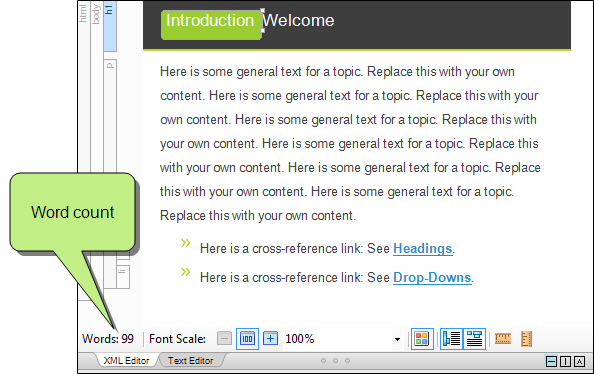 html
body
h1
Introduction Welcome
p
Here is some general text for a topic. Replace this with your own
content. Here is some general text for a topic. Replace this with your
own content. Here is some general text for a topic. Replace this with
your own content. Here is some general text for a topic. Replace this
with your own content. Here is some general text for a topic. Replace
this with your own content. Here is some general text for a topic.
Replace this with your own content.
Word count
» Here is a cross-reference link: See Headings.
» Here is a cross-reference link: See Drop-Downs.
li
Words: 99 Font Scale: 100 100%
XML Editor Text Editor